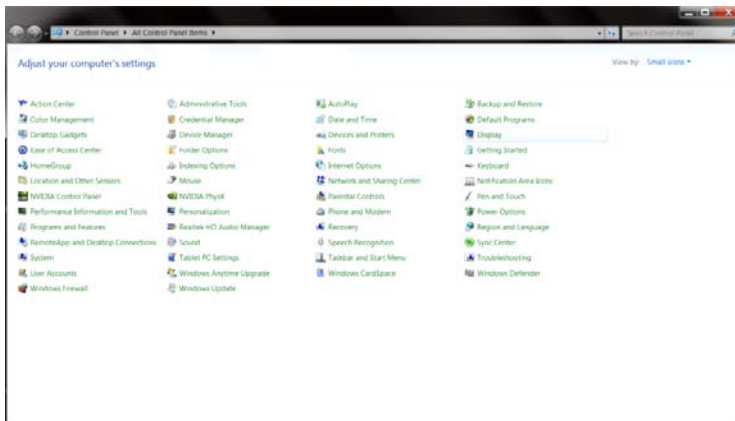 Control Panel ▸ All Control Panel Items ▸
Search Control Panel
Adjust your computer's settings
View by: Small icons
Action Center Administrative Tools AutoPlay Backup and Restore
Color Management Credential Manager Date and Time Default Programs
Desktop Gadgets Device Manager Devices and Printers Display
Ease of Access Center Folder Options Fonts Getting Started
HomeGroup Indexing Options Internet Options Keyboard
Location and Other Sensors Mouse Network and Sharing Center Notification Area Icons
NVIDIA Control Panel NVIDIA PhysX Parental Controls Pen and Touch
Performance Information and Tools Personalization Phone and Modem Power Options
Programs and Features Realtek HD Audio Manager Recovery Region and Language
RemoteApp and Desktop Connections Sound Speech Recognition Sync Center
System Tablet PC Settings Taskbar and Start Menu Troubleshooting
User Accounts Windows Anytime Upgrade Windows CardSpace Windows Defender
Windows Firewall Windows Update